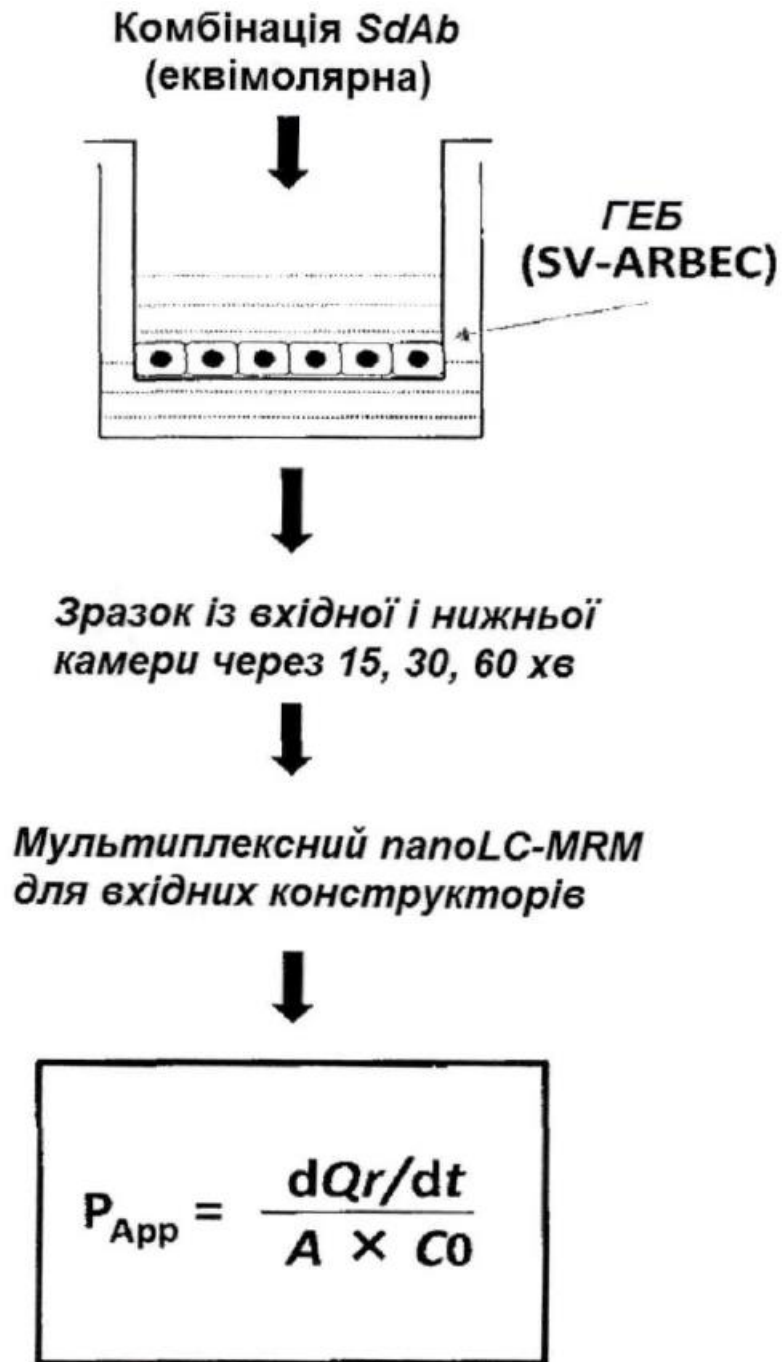 Комбінація SdAb
(еквімолярна)
ГЕБ
(SV-ARBEC)
Зразок із вхідної і нижньої
камери через 15, 30, 60 хв
Мультиплексний nanoLC-MRM
для вхідних конструкторів
P_App = dQr/dt
A × C0